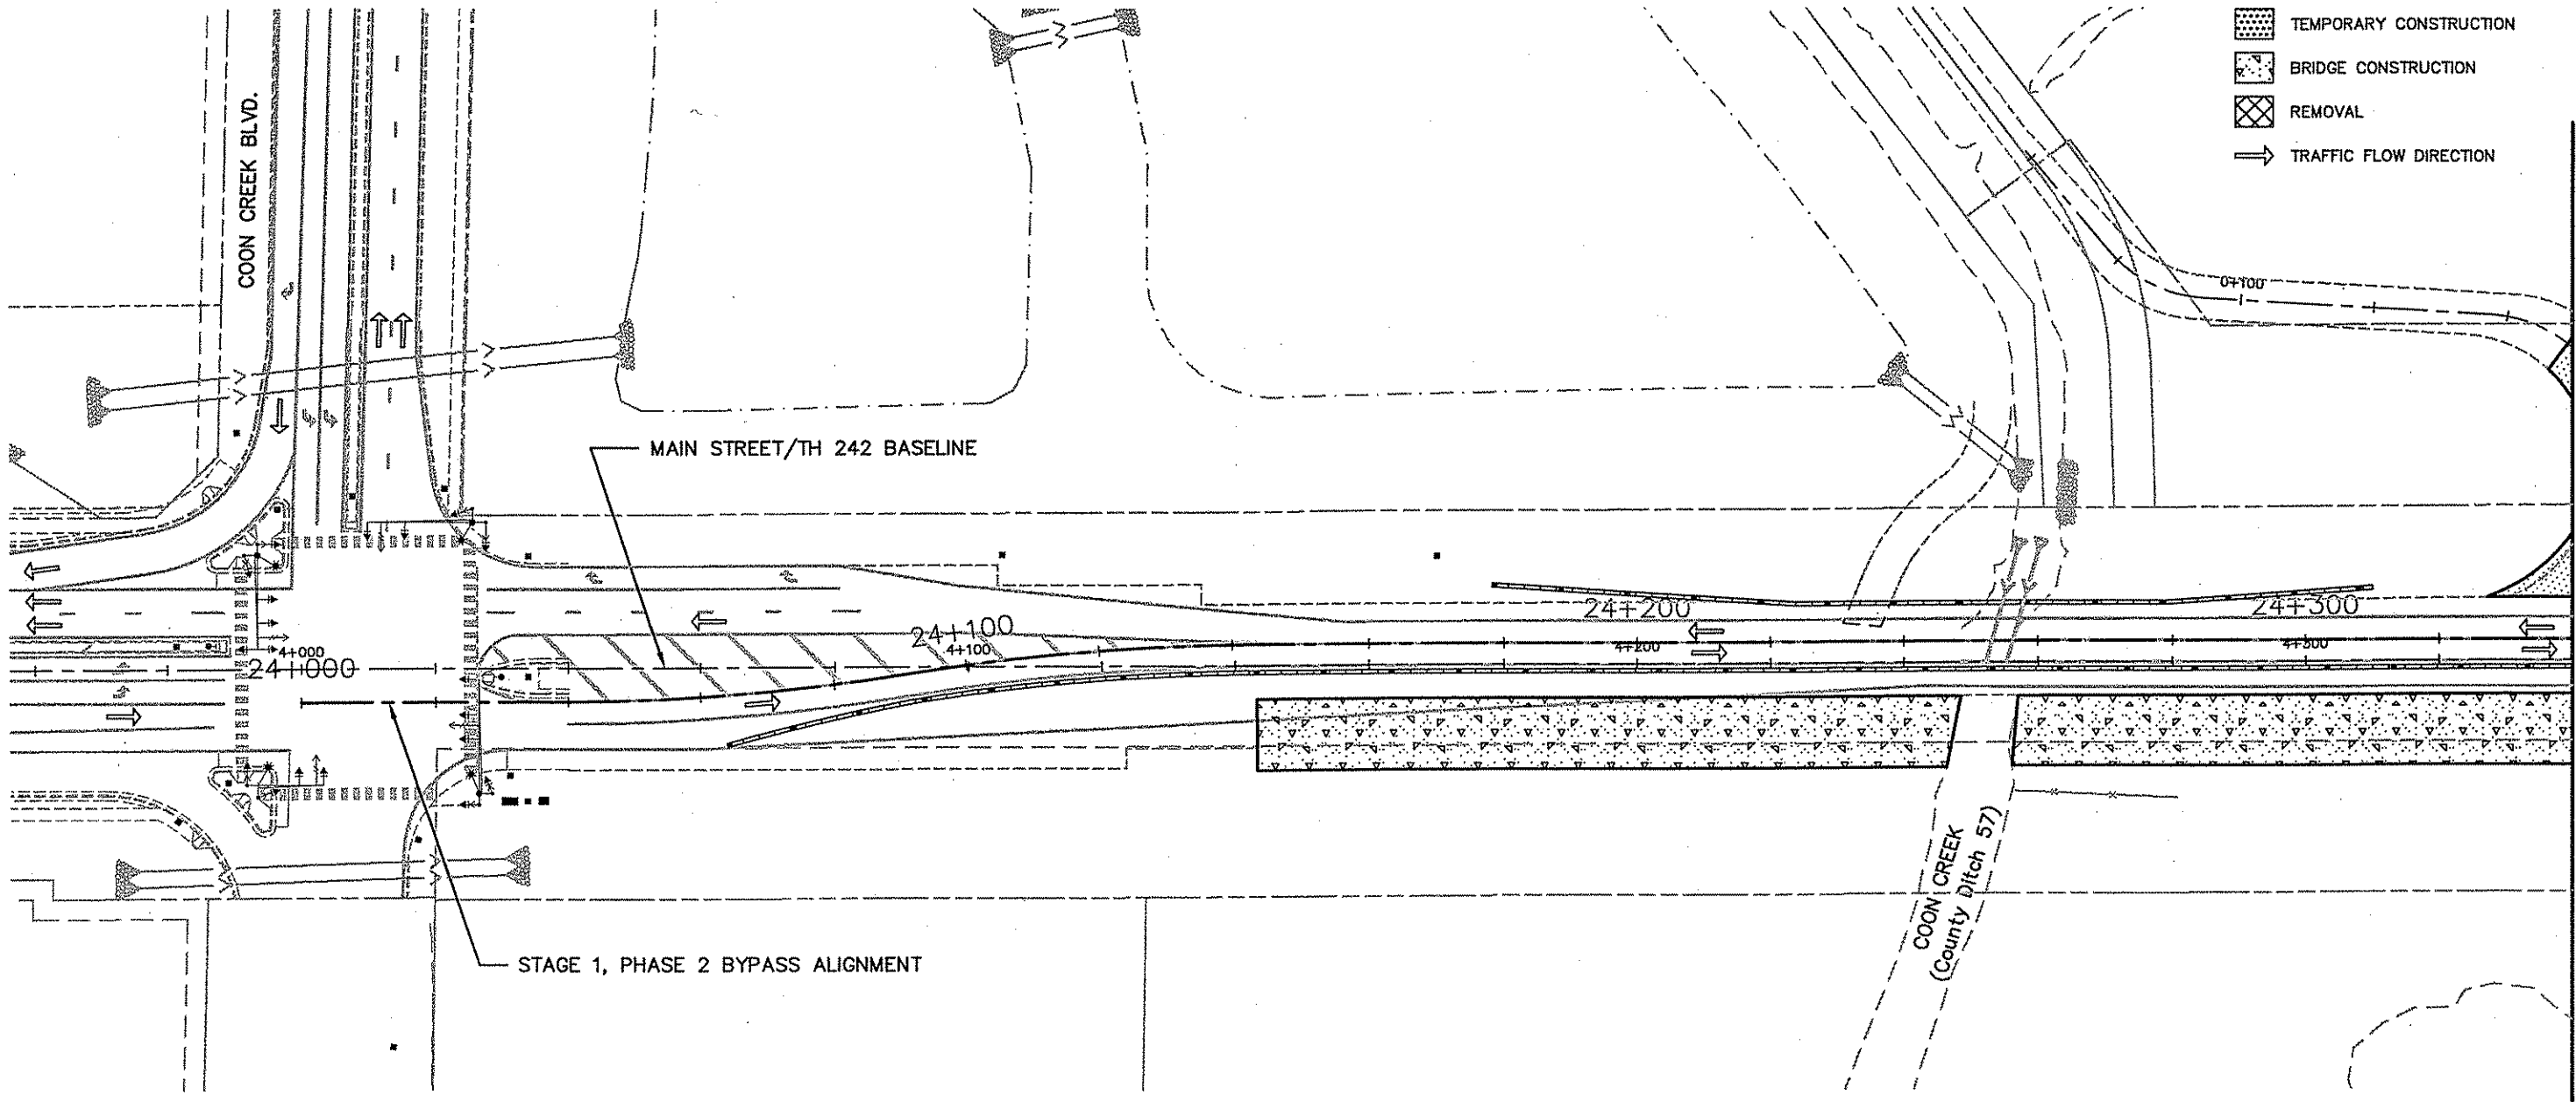 TEMPORARY CONSTRUCTION
BRIDGE CONSTRUCTION
REMOVAL
TRAFFIC FLOW DIRECTION
COON CREEK BLVD.
0+100
MAIN STREET/TH 242 BASELINE
24+000
4+000
24+100
4+100
24+200
4+200
24+300
4+300
STAGE 1, PHASE 2 BYPASS ALIGNMENT
COON CREEK
(County Ditch 57)